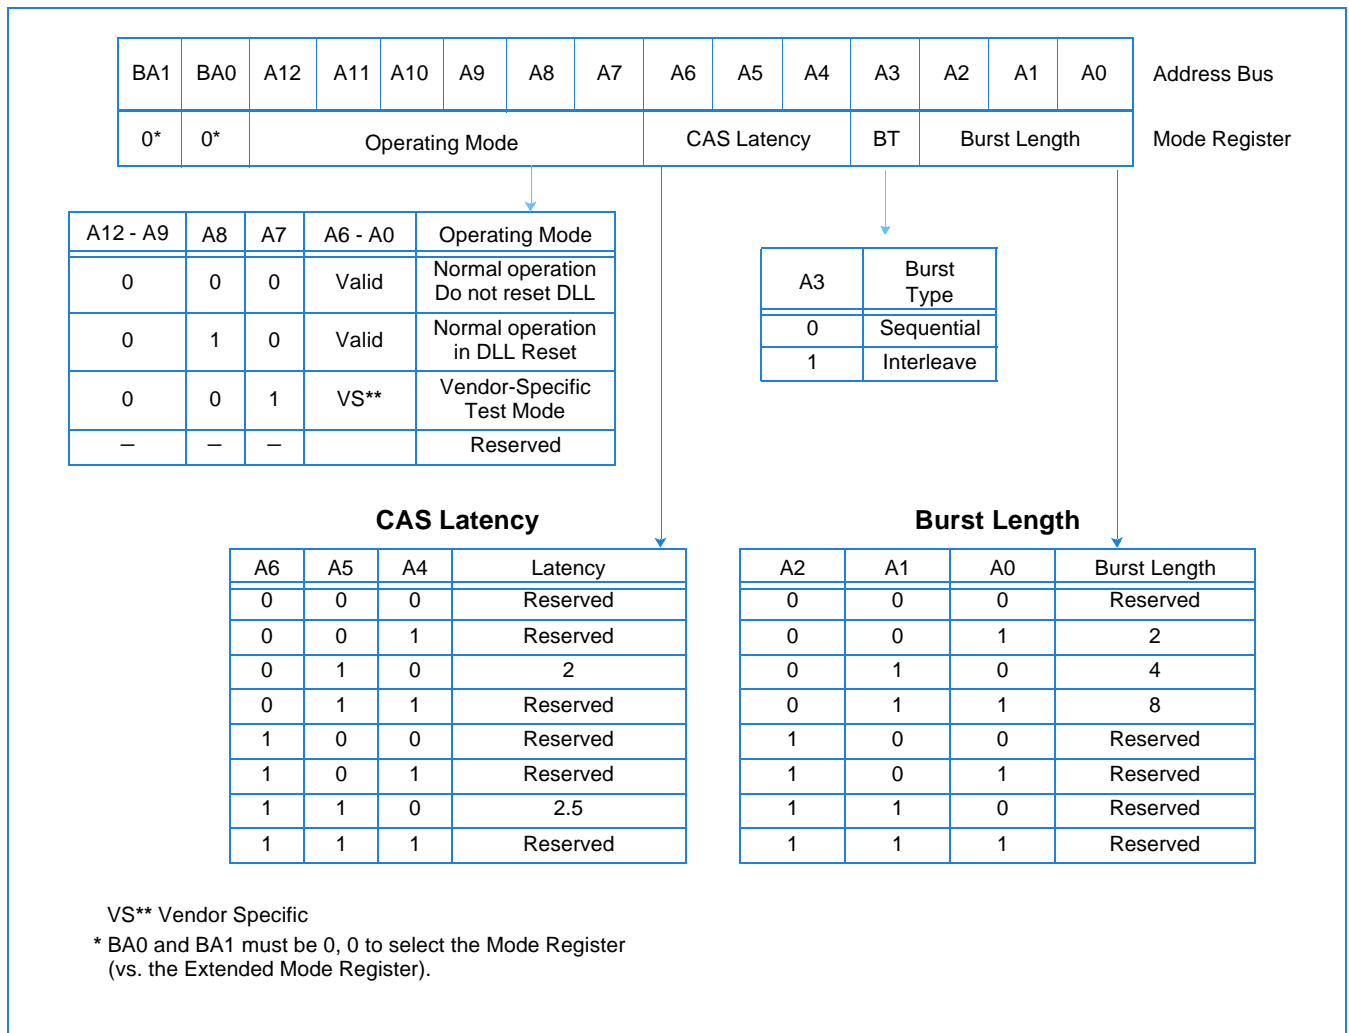 BA1 BA0 A12 A11 A10 A9 A8 A7 A6 A5 A4 A3 A2 A1 A0 Address Bus
0* 0* Operating Mode CAS Latency BT Burst Length Mode Register
A12 - A9 A8 A7 A6 - A0 Operating Mode
0 0 0 Valid Normal operation
Do not reset DLL
0 1 0 Valid Normal operation
in DLL Reset
0 0 1 VS** Vendor-Specific
Test Mode
— — — Reserved
A3 Burst
Type
0 Sequential
1 Interleave
CAS Latency
A6 A5 A4 Latency
0 0 0 Reserved
0 0 1 Reserved
0 1 0 2
0 1 1 Reserved
1 0 0 Reserved
1 0 1 Reserved
1 1 0 2.5
1 1 1 Reserved
Burst Length
A2 A1 A0 Burst Length
0 0 0 Reserved
0 0 1 2
0 1 0 4
0 1 1 8
1 0 0 Reserved
1 0 1 Reserved
1 1 0 Reserved
1 1 1 Reserved
VS** Vendor Specific
* BA0 and BA1 must be 0, 0 to select the Mode Register
(vs. the Extended Mode Register).